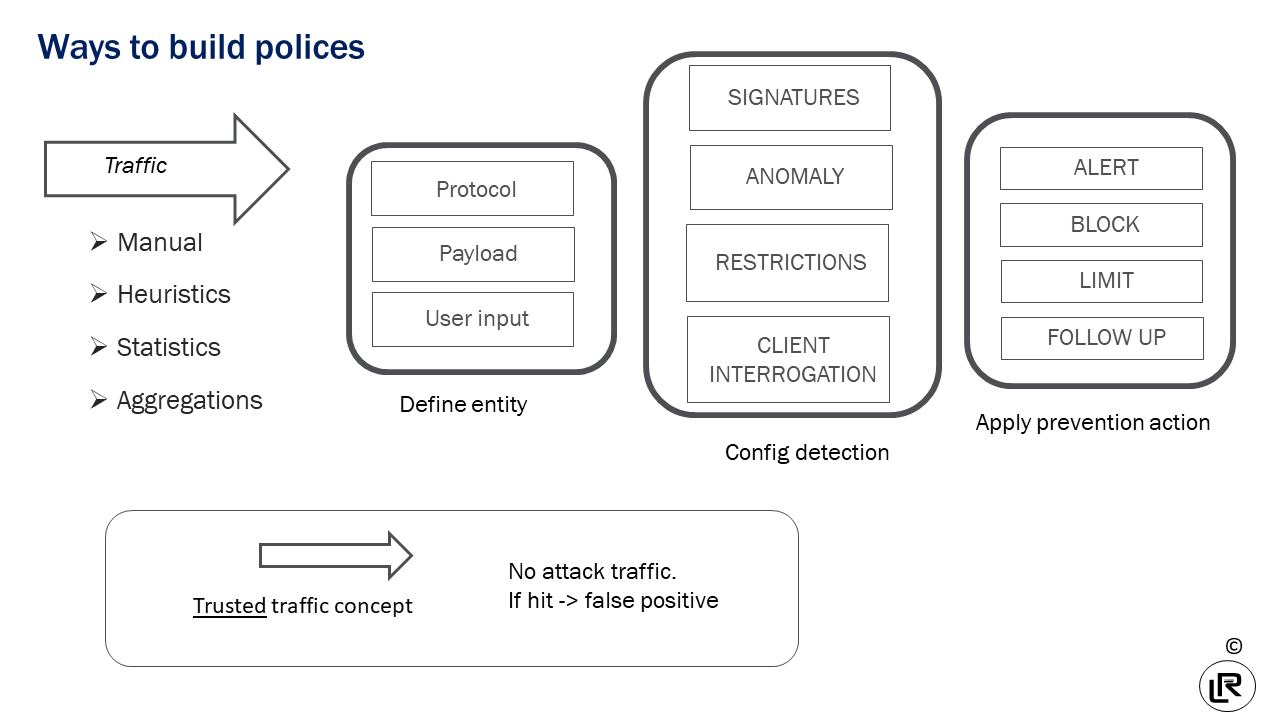 Ways to build polices
Traffic
Manual
Heuristics
Statistics
Aggregations
Protocol
Payload
User input
Define entity
SIGNATURES
ANOMALY
RESTRICTIONS
CLIENT
INTERROGATION
Config detection
ALERT
BLOCK
LIMIT
FOLLOW UP
Apply prevention action
Trusted traffic concept
No attack traffic.
If hit -> false positive
©
LR